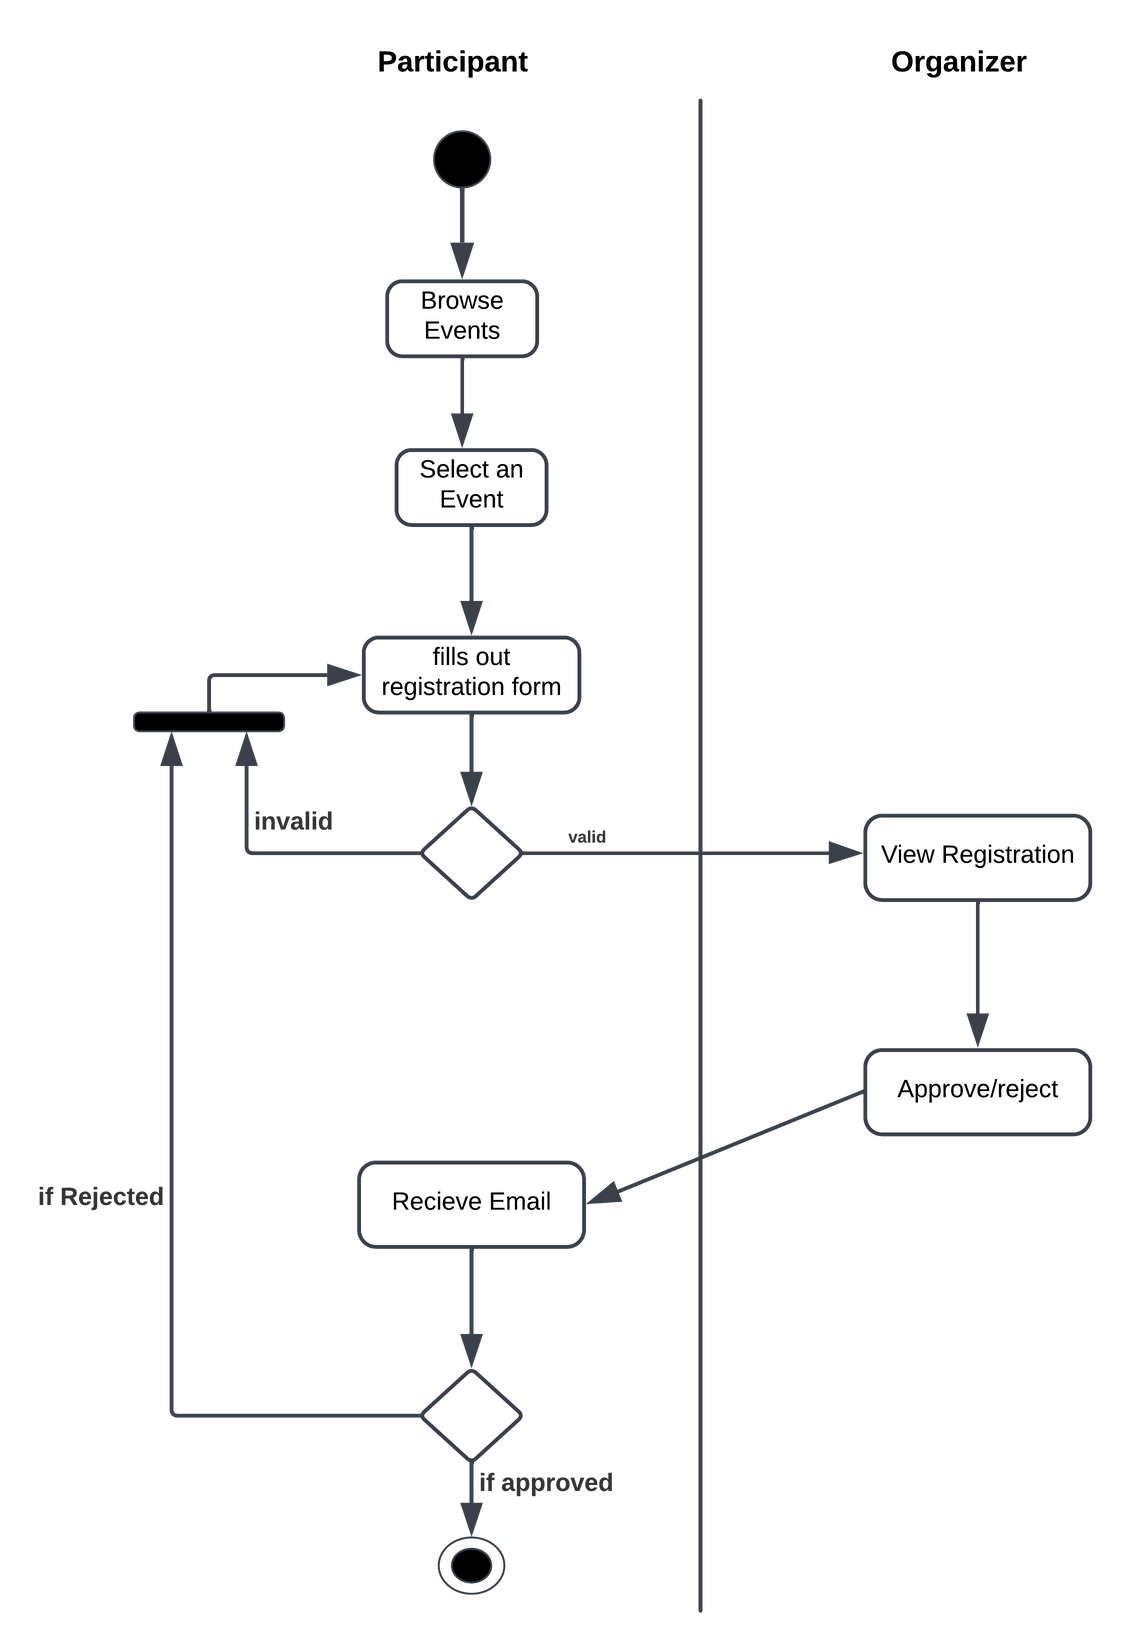 Participant
Organizer
Browse
Events
Select an
Event
fills out
registration form
invalid
valid
View Registration
Approve/reject
Recieve Email
if Rejected
if approved